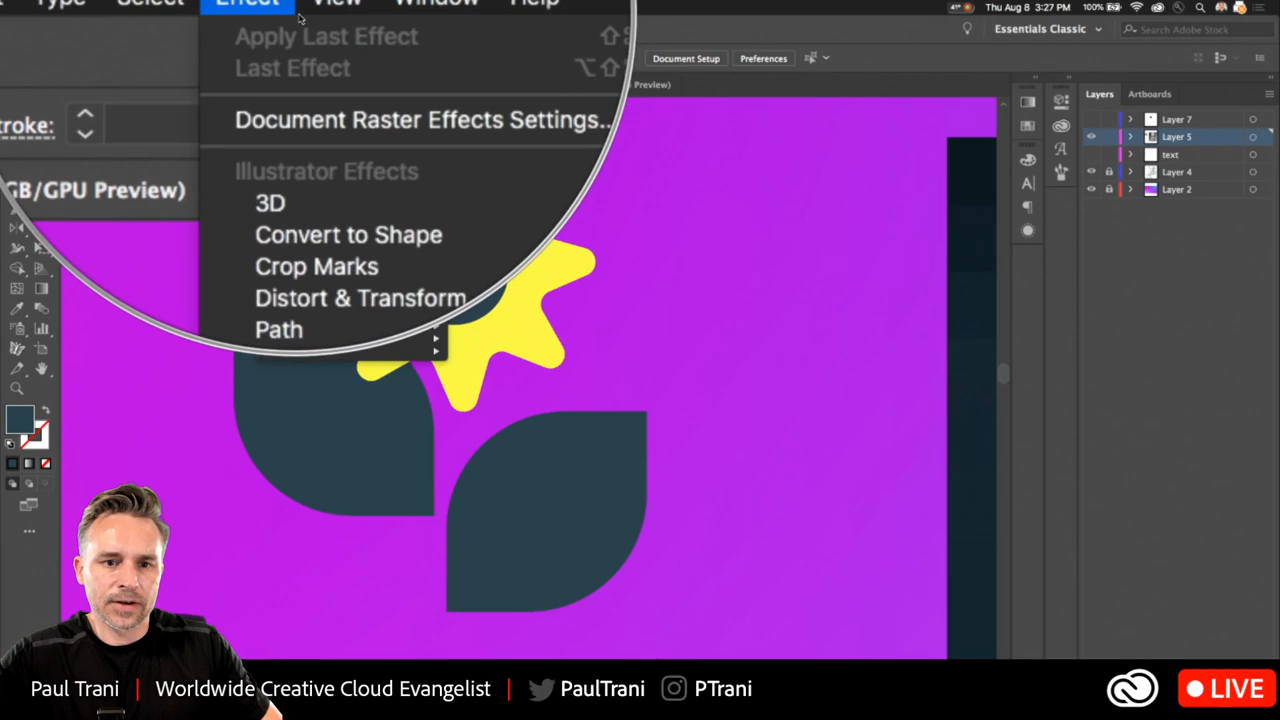 Type Select Effect View Window Help
Thu Aug 8 3:27 PM 100%
Apply Last Effect
Last Effect
Document Setup Preferences
Essentials Classic
Search Adobe Stock
Preview)
Document Raster Effects Settings...
Illustrator Effects
3D
Convert to Shape
Crop Marks
Distort & Transform
Path
troke:
GB/GPU Preview)
Layers Artboards
Layer 7
Layer 5
text
Layer 4
Layer 2
Paul Trani | Worldwide Creative Cloud Evangelist | PaulTrani PTrani
LIVE